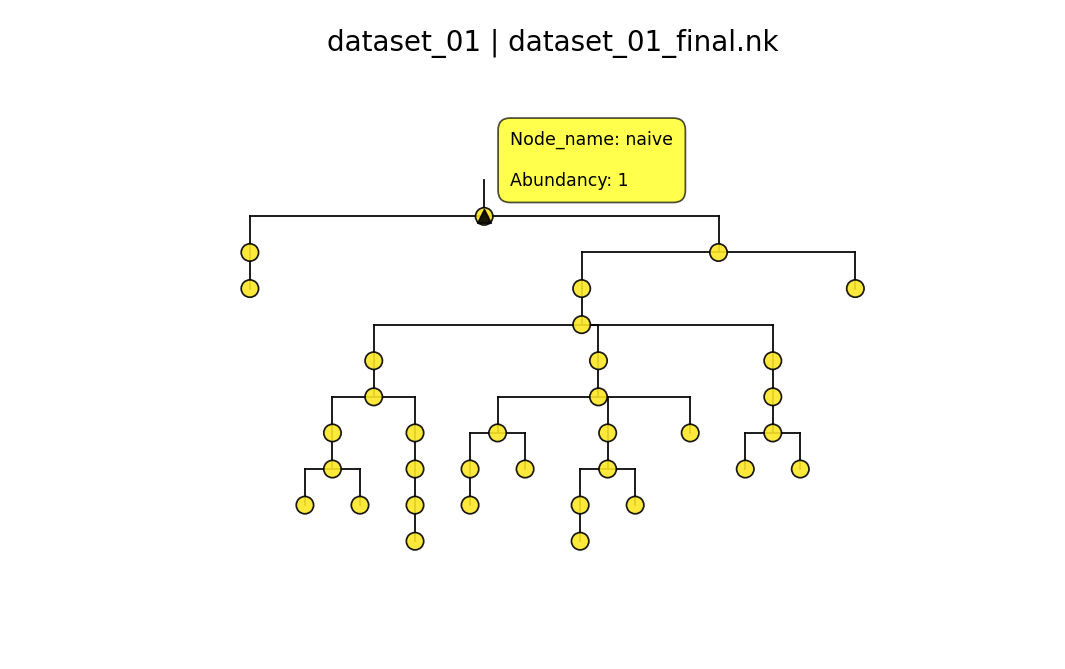 dataset_01 | dataset_01_final.nk
Node_name: naive
Abundancy: 1